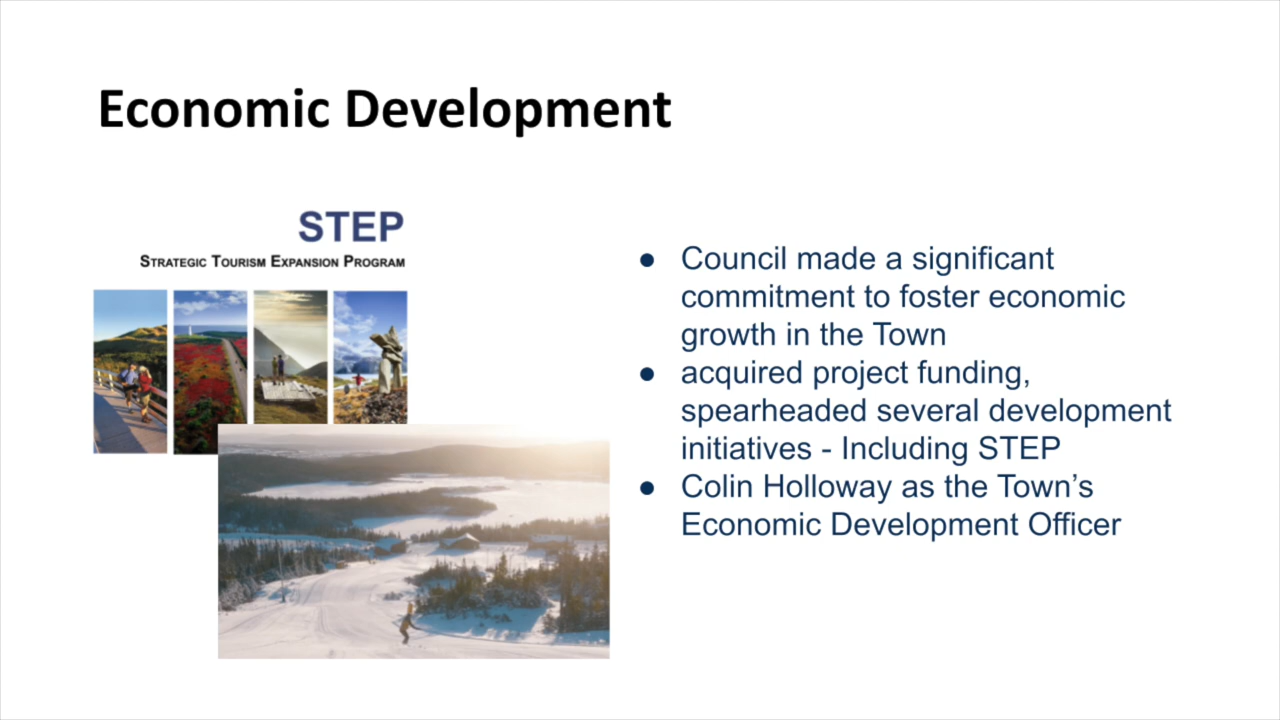 Economic Development
STEP
Strategic Tourism Expansion Program
● Council made a significant
commitment to foster economic
growth in the Town
● acquired project funding,
spearheaded several development
initiatives - Including STEP
● Colin Holloway as the Town’s
Economic Development Officer